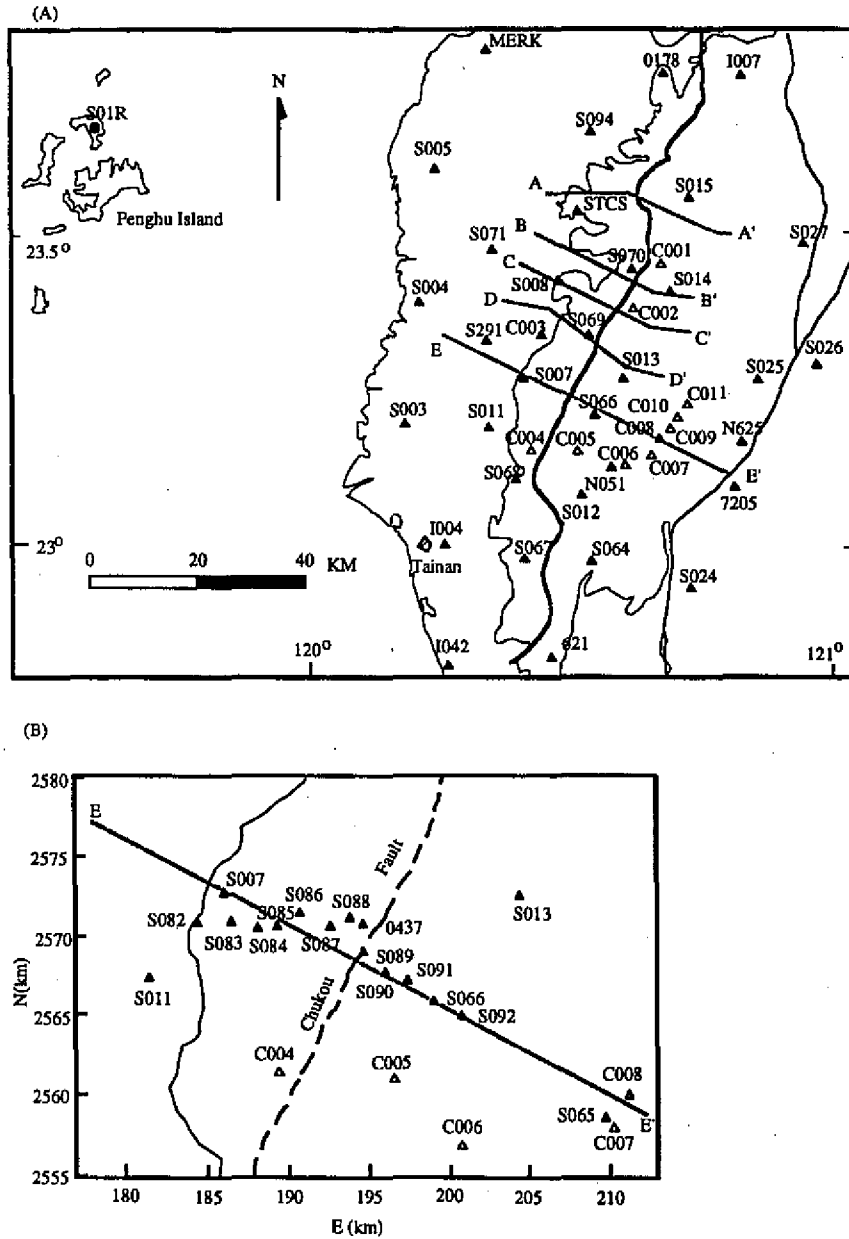 (A)
MERK
0178
I007
S01R
N
S094
S005
A
S015
STCS
Penghu Island
B
A'
S027
23.5°
S071
S070
C001
C
S014
S004
S008
B'
D
C002
C'
S291
C003
S069
E
S013
S026
S007
D'
S025
C011
S066
C010
S003
S011
C008
N625
C009
C004
C005
C006
C007
E'
S068
N051
7205
S012
I004
23°
S067
S064
0 20 40 KM
Tainan
S024
I042
621
120°
121°
(B)
2580
E
2575
Fault
S007
S086
S088
S013
S082
S085
0437
2570
S083
S084
S087
S089
S091
N(km)
S011
S090
S066
S092
2565
Chukou
C004
C005
C008
2560
C006
S065
E'
C007
2555
180 185 190 195 200 205 210
E (km)